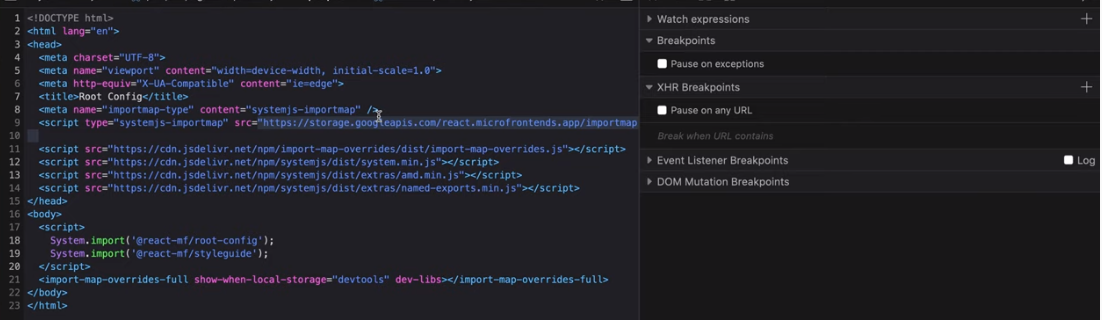 1 <!DOCTYPE html>
2 <html lang="en">
3 <head>
4 <meta charset="UTF-8">
5 <meta name="viewport" content="width=device-width, initial-scale=1.0">
6 <meta http-equiv="X-UA-Compatible" content="ie=edge">
7 <title>Root Config</title>
8 <meta name="importmap-type" content="systemjs-importmap" />
9 <script type="systemjs-importmap" src="https://storage.googleapis.com/react.microfrontends.app/importmap
10
11 <script src="https://cdn.jsdelivr.net/npm/import-map-overrides/dist/import-map-overrides.js"></script>
12 <script src="https://cdn.jsdelivr.net/npm/systemjs/dist/system.min.js"></script>
13 <script src="https://cdn.jsdelivr.net/npm/systemjs/dist/extras/amd.min.js"></script>
14 <script src="https://cdn.jsdelivr.net/npm/systemjs/dist/extras/named-exports.min.js"></script>
15 </head>
16 <body>
17 <script>
18 System.import('@react-mf/root-config');
19 System.import('@react-mf/styleguide');
20 </script>
21 <import-map-overrides-full show-when-local-storage="devtools" dev-libs></import-map-overrides-full>
22 </body>
23 </html>
Watch expressions
Breakpoints
Pause on exceptions
XHR Breakpoints
Pause on any URL
Break when URL contains
Event Listener Breakpoints
Log
DOM Mutation Breakpoints